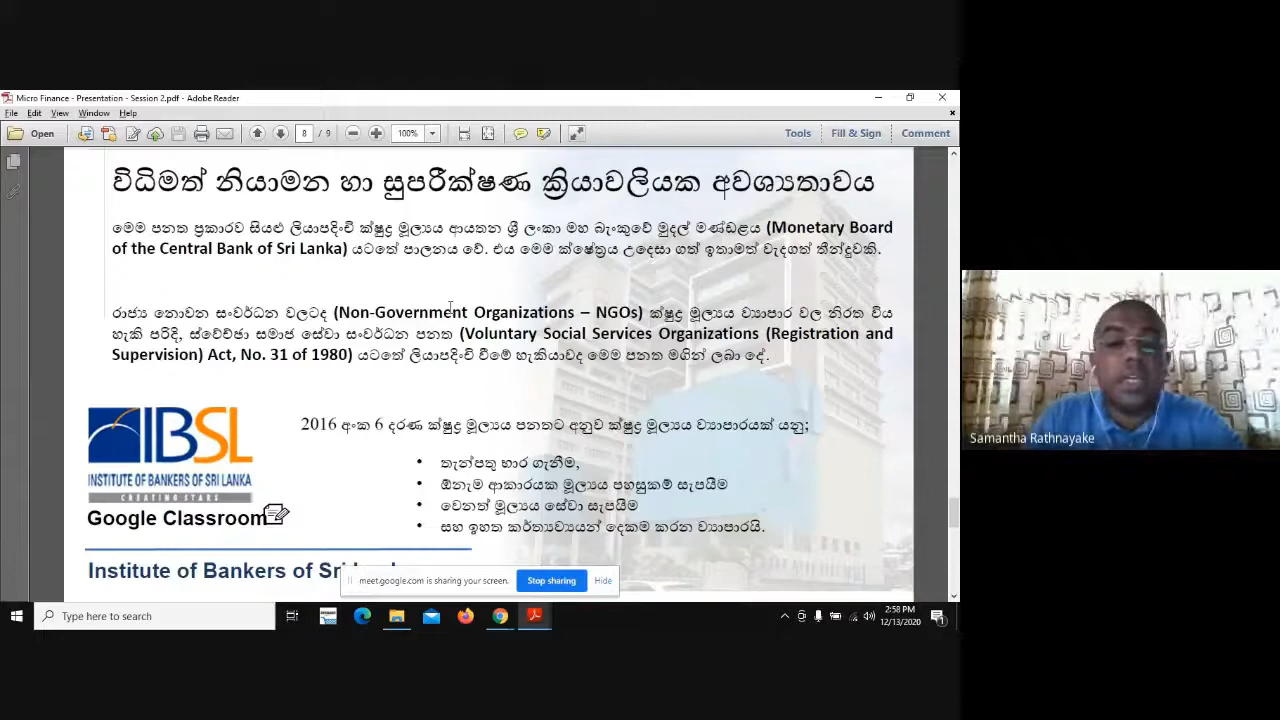 Micro Finance - Presentation - Session 2.pdf - Adobe Reader
File Edit View Window Help
Open 8 / 9 100% Tools Fill & Sign Comment
විධිමත් නියාමන හා සුපරීක්ෂණ ක්‍රියාවලියක අවශ්‍යතාවය
මෙම පනත ප්‍රකාරව සියළු ලියාපදිංචි ක්ෂුද්‍ර මූල්‍යය ආයතන ශ්‍රී ලංකා මහ බැංකුවේ මුදල් මණ්ඩලය (Monetary Board
of the Central Bank of Sri Lanka) යටතේ පාලනය වේ. එය මෙම ක්ෂේත්‍රය උදෙසා ගත් ඉතාමත් වැදගත් තීන්දුවකි.
රාජ්‍ය නොවන සංවර්ධන වලටද (Non-Government Organizations – NGOs) ක්ෂුද්‍ර මූල්‍යය ව්‍යාපාර වල නිරත විය
හැකි පරිදි, ස්වේච්ඡා සමාජ සේවා සංවර්ධන පනත (Voluntary Social Services Organizations (Registration and
Supervision) Act, No. 31 of 1980) යටතේ ලියාපදිංචි වීමේ හැකියාවද මෙම පනත මගින් ලබා දේ.
IBSL
INSTITUTE OF BANKERS OF SRI LANKA
CREATING STARS
Google Classroom
2016 අංක 6 දරණ ක්ෂුද්‍ර මූල්‍යය පනතට අනුව ක්ෂුද්‍ර මූල්‍යය ව්‍යාපාරයක් යනු;
• තැන්පතු භාර ගැනීම,
• ඕනෑම ආකාරයක මූල්‍යය පහසුකම් සැපයීම
• වෙනත් මූල්‍යය සේවා සැපයීම
• සහ ඉහත කර්තව්‍යයන් දෙකම කරන ව්‍යාපාරයි.
Institute of Bankers of Sri
meet.google.com is sharing your screen. Stop sharing Hide
Type here to search
2:58 PM
12/13/2020
Samantha Rathnayake